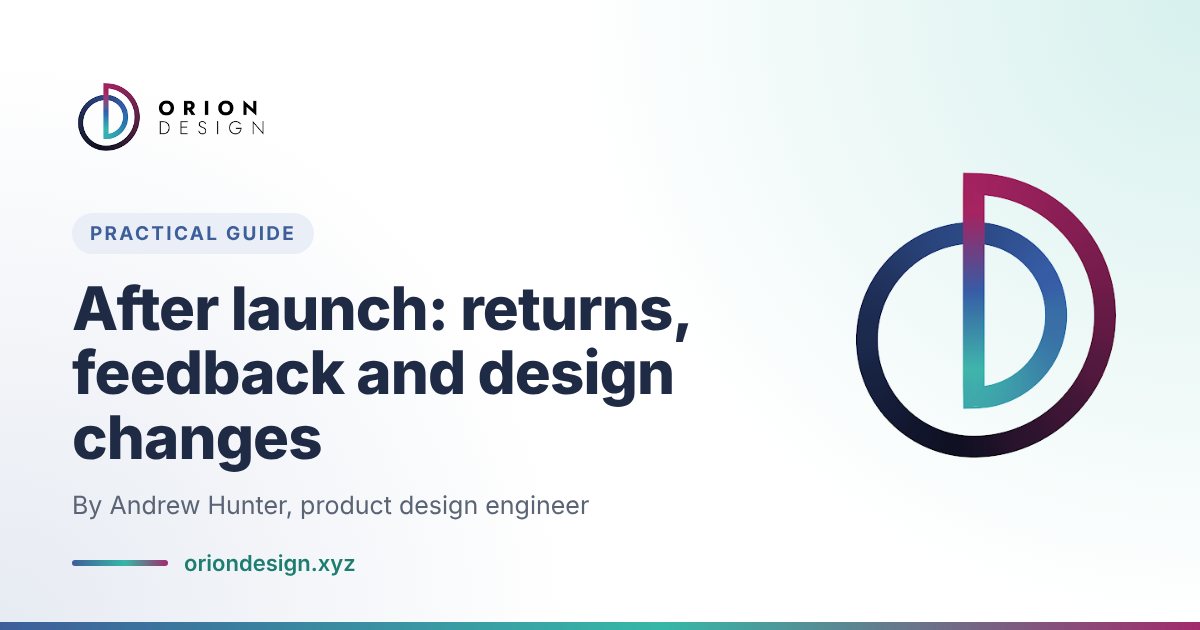 ORION
DESIGN
PRACTICAL GUIDE
After launch: returns,
feedback and design
changes
By Andrew Hunter, product design engineer
oriondesign.xyz